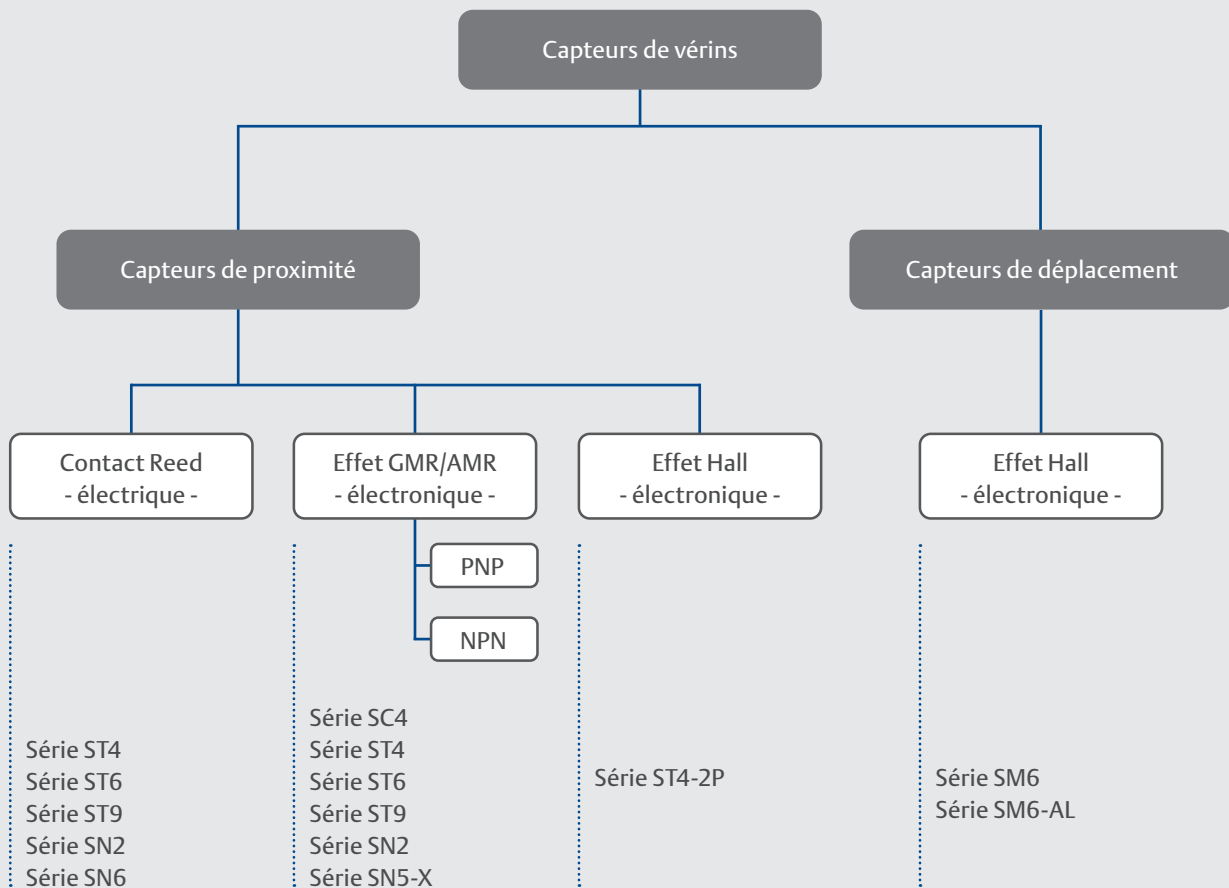 Capteurs de vérins
Capteurs de proximité
Capteurs de déplacement
Contact Reed
- électrique -
Effet GMR/AMR
- électronique -
Effet Hall
- électronique -
Effet Hall
- électronique -
PNP
NPN
Série ST4
Série ST6
Série ST9
Série SN2
Série SN6
Série SC4
Série ST4
Série ST6
Série ST9
Série SN2
Série SN5-X
Série ST4-2P
Série SM6
Série SM6-AL